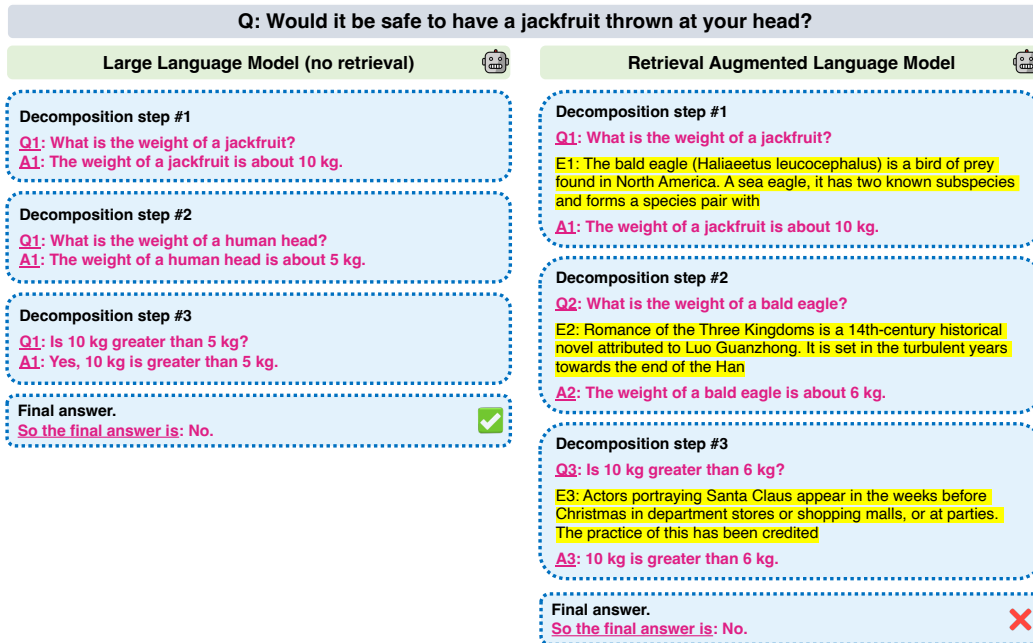 Q: Would it be safe to have a jackfruit thrown at your head?
Large Language Model (no retrieval)
Decomposition step #1
Q1: What is the weight of a jackfruit?
A1: The weight of a jackfruit is about 10 kg.
Decomposition step #2
Q1: What is the weight of a human head?
A1: The weight of a human head is about 5 kg.
Decomposition step #3
Q1: Is 10 kg greater than 5 kg?
A1: Yes, 10 kg is greater than 5 kg.
Final answer.
So the final answer is: No.
Retrieval Augmented Language Model
Decomposition step #1
Q1: What is the weight of a jackfruit?
E1: The bald eagle (Haliaeetus leucocephalus) is a bird of prey
found in North America. A sea eagle, it has two known subspecies
and forms a species pair with
A1: The weight of a jackfruit is about 10 kg.
Decomposition step #2
Q2: What is the weight of a bald eagle?
E2: Romance of the Three Kingdoms is a 14th-century historical
novel attributed to Luo Guanzhong. It is set in the turbulent years
towards the end of the Han
A2: The weight of a bald eagle is about 6 kg.
Decomposition step #3
Q3: Is 10 kg greater than 6 kg?
E3: Actors portraying Santa Claus appear in the weeks before
Christmas in department stores or shopping malls, or at parties.
The practice of this has been credited
A3: 10 kg is greater than 6 kg.
Final answer.
So the final answer is: No.